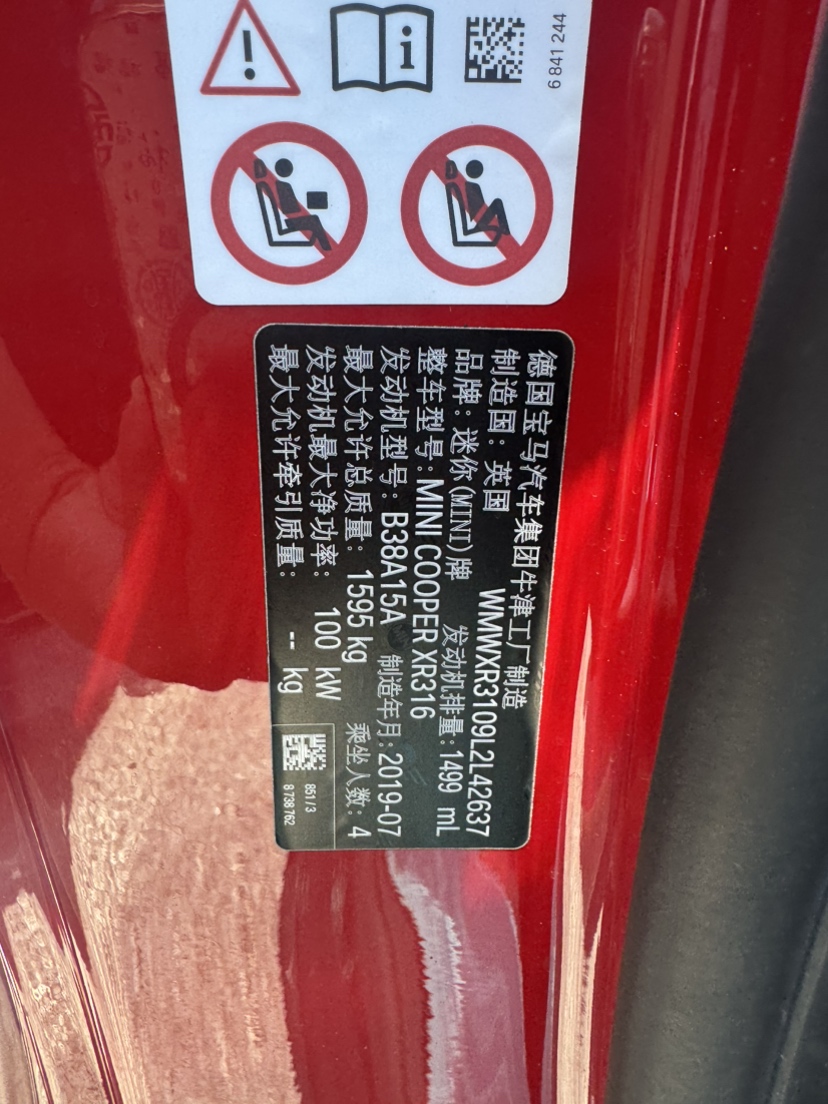 6 841 244
德国宝马汽车集团牛津工厂制造
制造国：英国 WMWXR3109L2L42637
品牌：迷你(MINI)牌 发动机排量：1499 mL
整车型号：MINI COOPER XR316
发动机型号：B38A15A 制造年月：2019-07
最大允许总质量：1595 kg 乘坐人数：4
发动机最大净功率：100 kW
最大允许牵引质量：-- kg
851/3
8 738 762